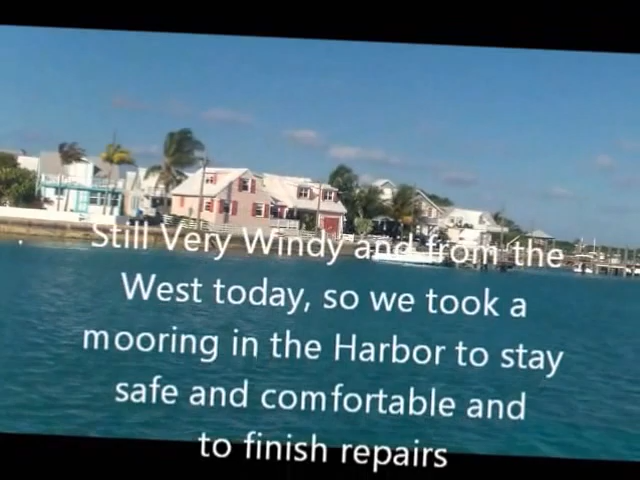 Still Very Windy and from the
West today, so we took a
mooring in the Harbor to stay
safe and comfortable and
to finish repairs